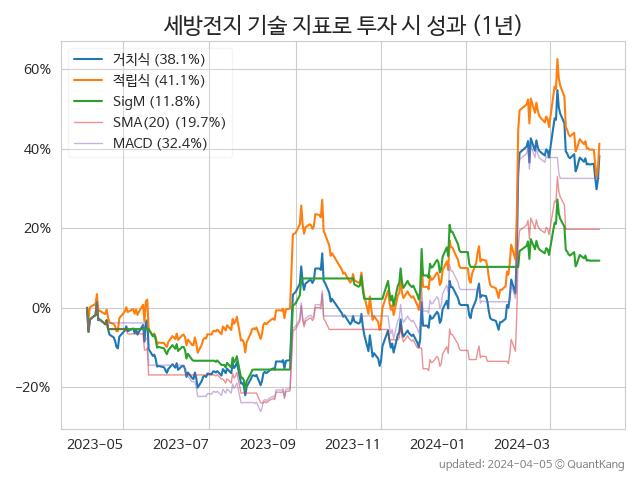 세방전지 기술 지표로 투자 시 성과 (1년)
거치식 (38.1%)
적립식 (41.1%)
SigM (11.8%)
SMA(20) (19.7%)
MACD (32.4%)
60%
40%
20%
0%
−20%
2023-05 2023-07 2023-09 2023-11 2024-01 2024-03
updated: 2024-04-05 © QuantKang